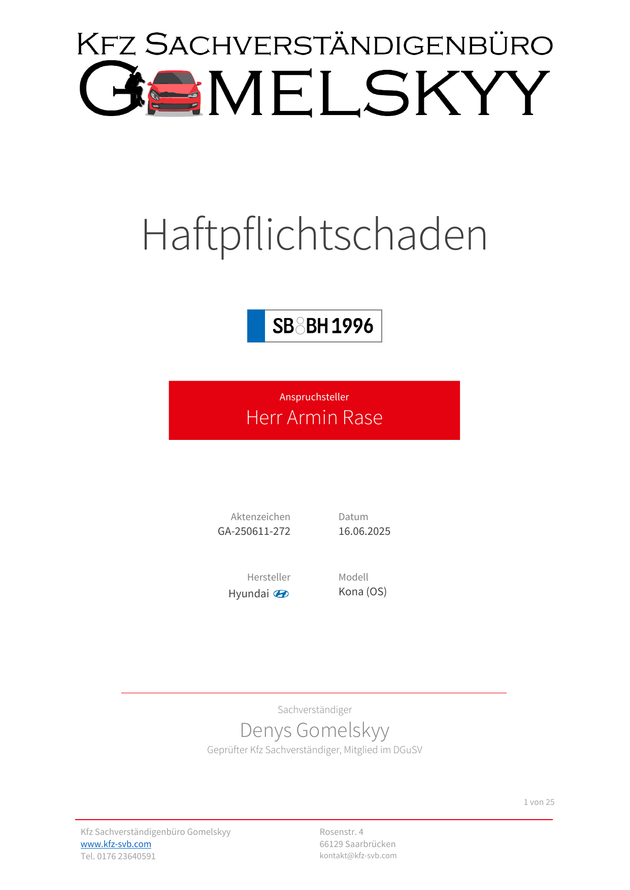 Kfz Sachverständigenbüro
Gomelskyy
Haftpflichtschaden
SB BH 1996
Anspruchsteller
Herr Armin Rase
Aktenzeichen
GA-250611-272
Datum
16.06.2025
Hersteller
Hyundai
Modell
Kona (OS)
Sachverständiger
Denys Gomelskyy
Geprüfter Kfz Sachverständiger, Mitglied im DGuSV
1 von 25
Kfz Sachverständigenbüro Gomelskyy
www.kfz-svb.com
Tel. 0176 23640591
Rosenstr. 4
66129 Saarbrücken
kontakt@kfz-svb.com